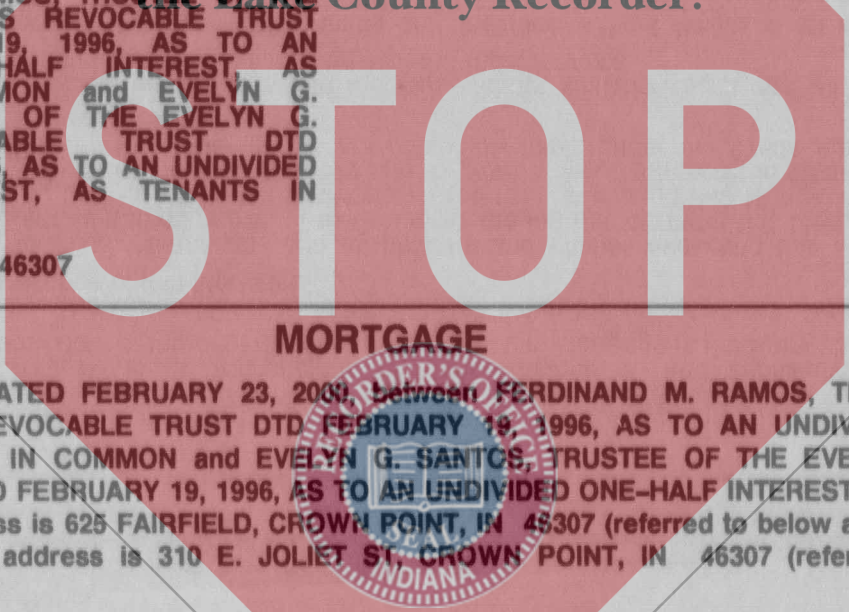 the Lake County Recorder!
S REVOCABLE TRUST
19, 1996, AS TO AN
HALF INTEREST, AS
MON and EVELYN G.
OF THE EVELYN G.
ABLE TRUST DTD
, AS TO AN UNDIVIDED
ST, AS TENANTS IN
STOP
46307
MORTGAGE
ATED FEBRUARY 23, between FERDINAND M. RAMOS, T
EVOCABLE TRUST DTD FEBRUARY 19, 1996, AS TO AN UNDIV
IN COMMON and EVELYN G. SANTOS, TRUSTEE OF THE EVE
D FEBRUARY 19, 1996, AS TO AN UNDIVIDED ONE-HALF INTEREST
ss is 625 FAIRFIELD, CROWN POINT, IN 46307 (referred to below a
address is 310 E. JOLIET ST, CROWN POINT, IN 46307 (refer
RECORDER'S OFFICE
SEAL
INDIANA